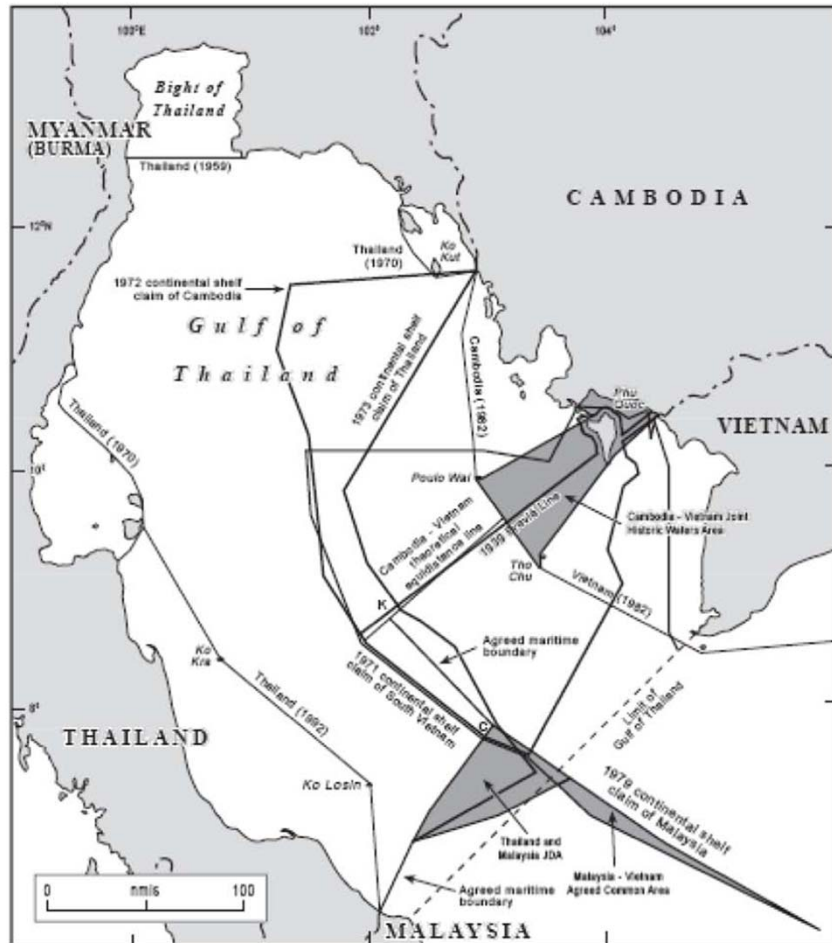 100°E
102°
104°
Bight of
Thailand
MYANMAR
(BURMA)
Thailand (1959)
CAMBODIA
12°N
Ko
Kut
Thailand
(1970)
1972 continental shelf
claim of Cambodia
Gulf of
Thailand
1973 continental shelf
claim of Thailand
Cambodia (1982)
Phu
Quoc
VIETNAM
Thailand (1970)
10°
Poulo Wai
Cambodia - Vietnam
theoretical
equidistance line
1939 Brévié Line
Cambodia - Vietnam Joint
Historic Waters Area
Tho
Chu
Vietnam (1982)
K
Agreed maritime
boundary
Ko
Kra
1971 continental shelf
claim of South Vietnam
Thailand (1992)
8°
C
Limit of
Gulf of Thailand
THAILAND
Ko Losin
1979 continental shelf
claim of Malaysia
Thailand and
Malaysia JDA
Malaysia - Vietnam
Agreed Common Area
0 nmls 100
Agreed maritime
boundary
MALAYSIA